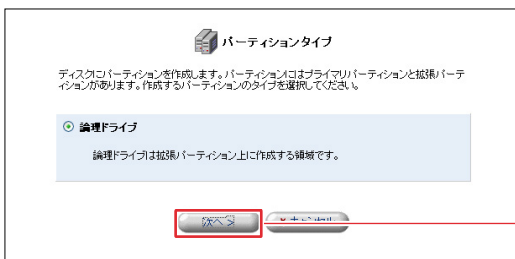 パーティションタイプ
ディスクにパーティションを作成します。パーティションにはプライマリパーティションと拡張パーテ
ィションがあります。作成するパーティションのタイプを選択してください。
論理ドライブ
論理ドライブは拡張パーティション上に作成する領域です。
次へ > キャンセル